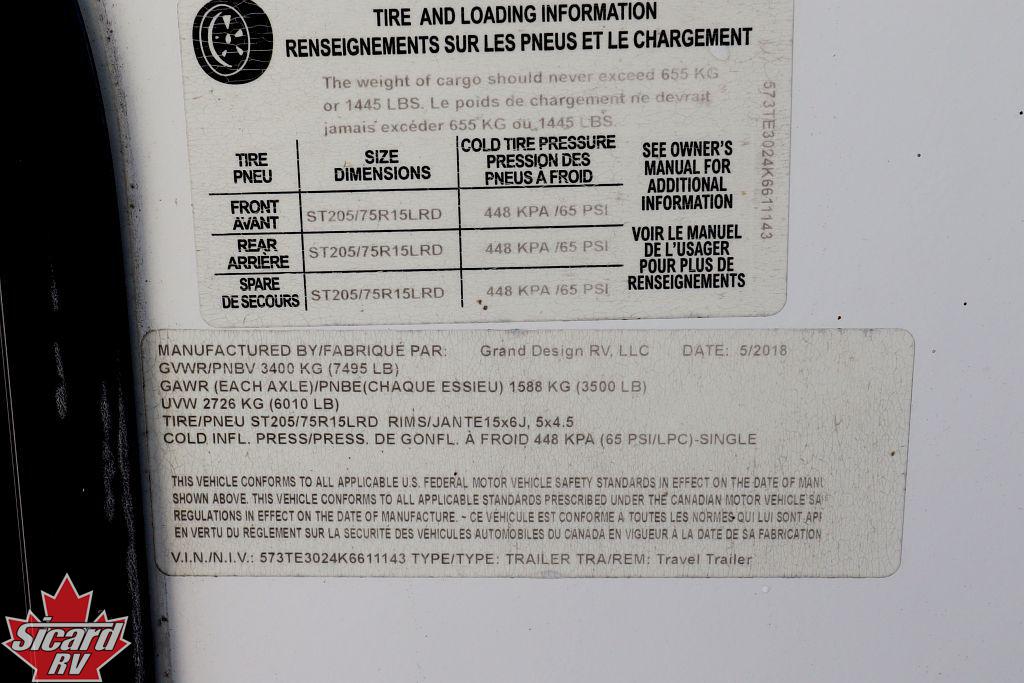 TIRE AND LOADING INFORMATION
RENSEIGNEMENTS SUR LES PNEUS ET LE CHARGEMENT
The weight of cargo should never exceed 655 KG
or 1445 LBS. Le poids de chargement ne devrait
jamais excéder 655 KG ou 1445 LBS.
TIRE
PNEU
SIZE
DIMENSIONS
COLD TIRE PRESSURE
PRESSION DES
PNEUS À FROID
FRONT
AVANT
ST205/75R15LRD
448 KPA /65 PSI
REAR
ARRIÈRE
ST205/75R15LRD
448 KPA /65 PSI
SPARE
DE SECOURS
ST205/75R15LRD
448 KPA /65 PSI
SEE OWNER'S
MANUAL FOR
ADDITIONAL
INFORMATION
VOIR LE MANUEL
DE L'USAGER
POUR PLUS DE
RENSEIGNEMENTS
573TE3024K6611143
MANUFACTURED BY/FABRIQUÉ PAR: Grand Design RV, LLC DATE: 5/2018
GVWR/PNBV 3400 KG (7495 LB)
GAWR (EACH AXLE)/PNBE(CHAQUE ESSIEU) 1588 KG (3500 LB)
UVW 2726 KG (6010 LB)
TIRE/PNEU ST205/75R15LRD RIMS/JANTE15x6J, 5x4.5
COLD INFL. PRESS/PRESS. DE GONFL. À FROID 448 KPA (65 PSI/LPC)-SINGLE
THIS VEHICLE CONFORMS TO ALL APPLICABLE U.S. FEDERAL MOTOR VEHICLE SAFETY STANDARDS IN EFFECT ON THE DATE OF
SHOWN ABOVE. THIS VEHICLE CONFORMS TO ALL APPLICABLE STANDARDS PRESCRIBED UNDER THE CANADIAN MOTOR VEHICLE
REGULATIONS IN EFFECT ON THE DATE OF MANUFACTURE. - CE VÉHICULE EST CONFORME A TOUTES LES NORMES QUI LUI SONT
EN VERTU DU RÈGLEMENT SUR LA SECURITE DES VÉHICULES AUTOMOBILES DU CANADA EN VIGUEUR A LA DATE DE SA FABRICATION
V.I.N./N.I.V.: 573TE3024K6611143 TYPE/TYPE: TRAILER TRA/REM: Travel Trailer
Sicard
RV